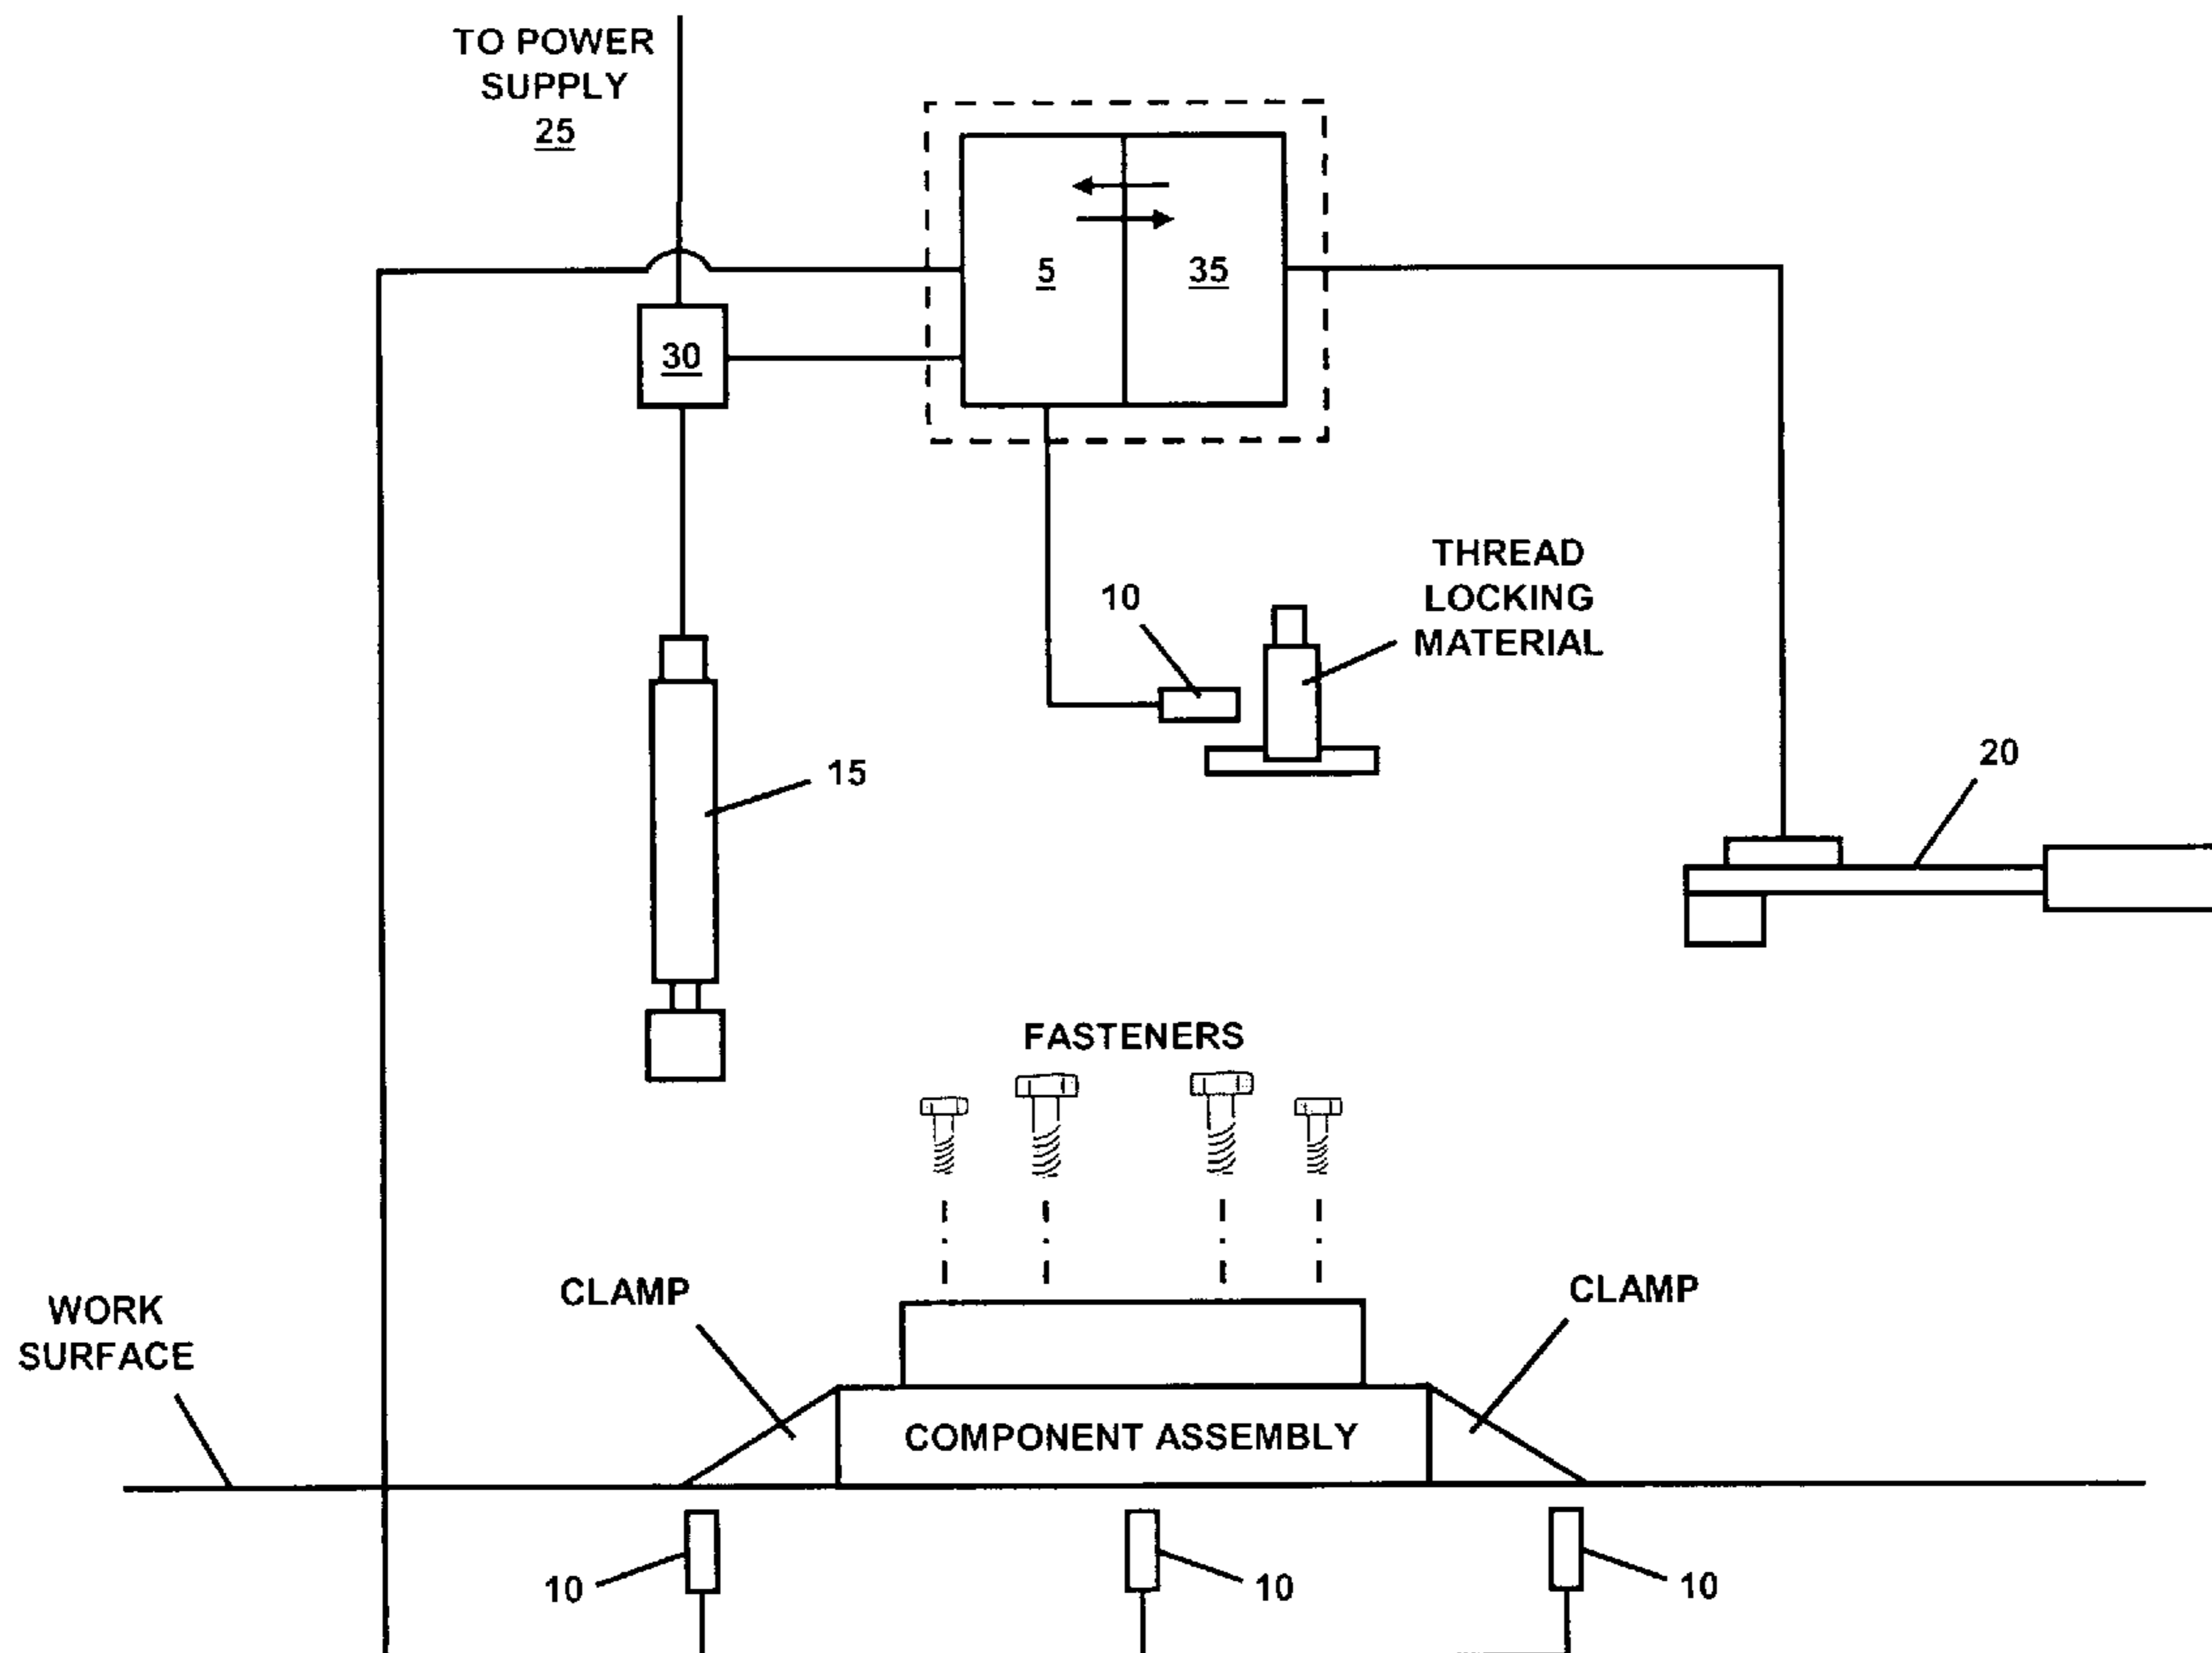 TO POWER
SUPPLY
25
5
35
30
THREAD
LOCKING
MATERIAL
10
20
15
FASTENERS
CLAMP
CLAMP
WORK
SURFACE
COMPONENT ASSEMBLY
10
10
10